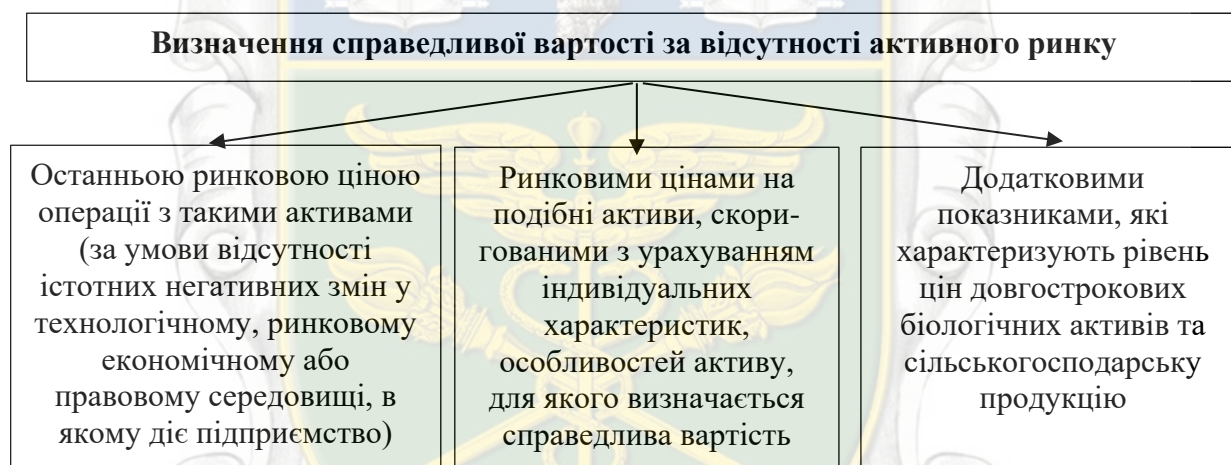 Визначення справедливої вартості за відсутності активного ринку
Останньою ринковою ціною
операції з такими активами
(за умови відсутності
істотних негативних змін у
технологічному, ринковому
економічному або
правовому середовищі, в
якому діє підприємство)
Ринковими цінами на
подібні активи, скори-
гованими з урахуванням
індивідуальних
характеристик,
особливостей активу,
для якого визначається
справедлива вартість
Додатковими
показниками, які
характеризують рівень
цін довгострокових
біологічних активів та
сільськогосподарську
продукцію